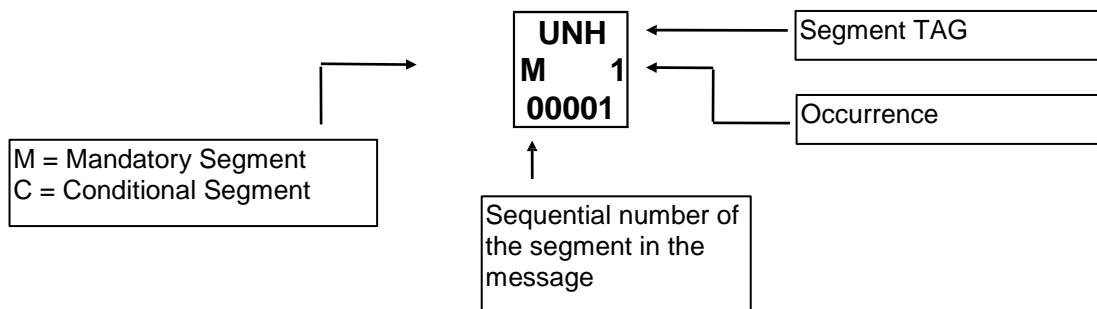 UNH
M 1
00001
Segment TAG
Occurrence
M = Mandatory Segment
C = Conditional Segment
Sequential number of
the segment in the
message